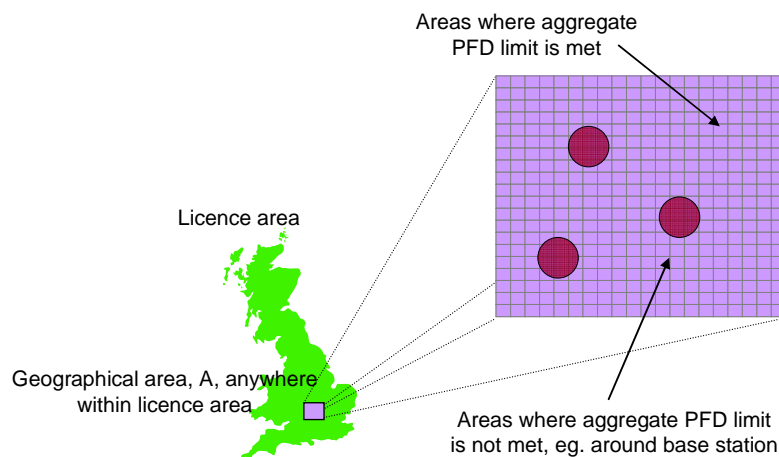 Areas where aggregate
PFD limit is met
Licence area
Geographical area, A, anywhere
within licence area
Areas where aggregate PFD limit
is not met, eg. around base station